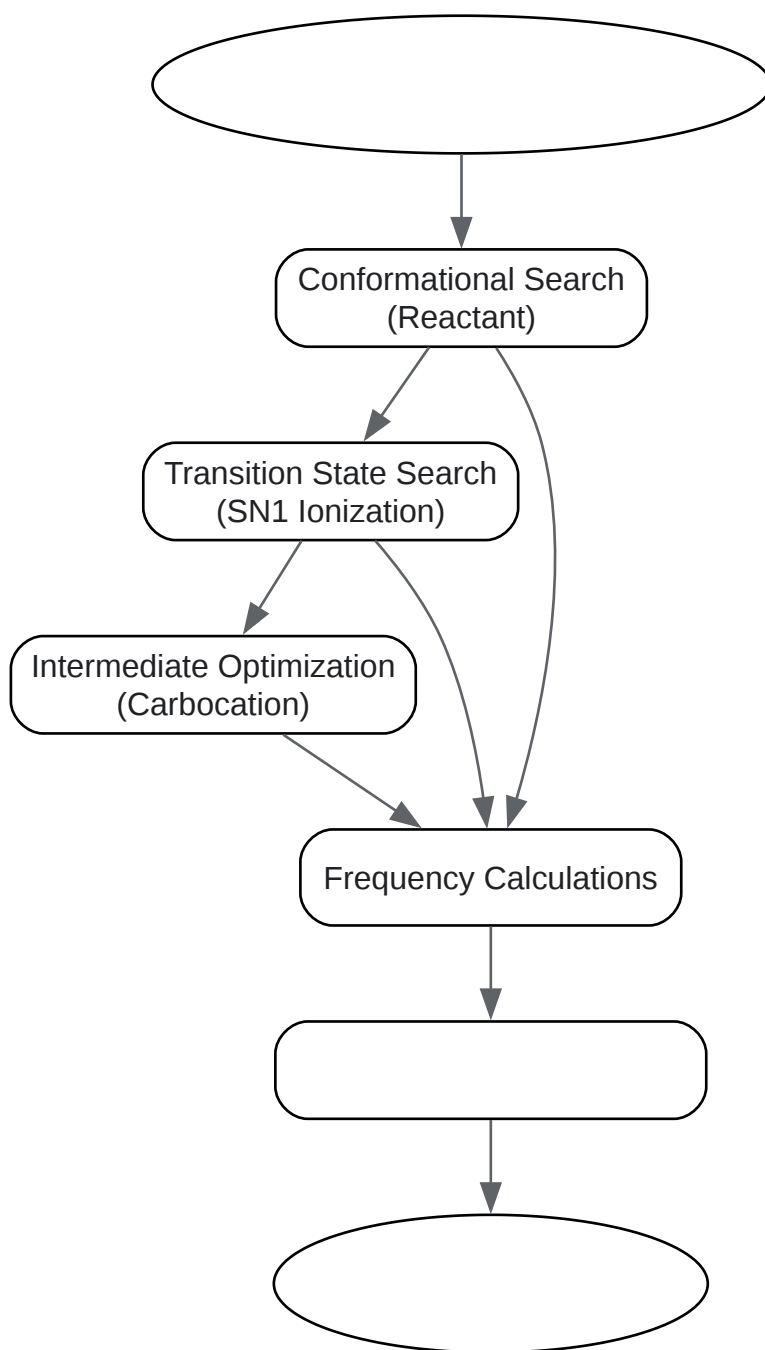 Conformational Search
(Reactant)
Transition State Search
(SN1 Ionization)
Intermediate Optimization
(Carbocation)
Frequency Calculations